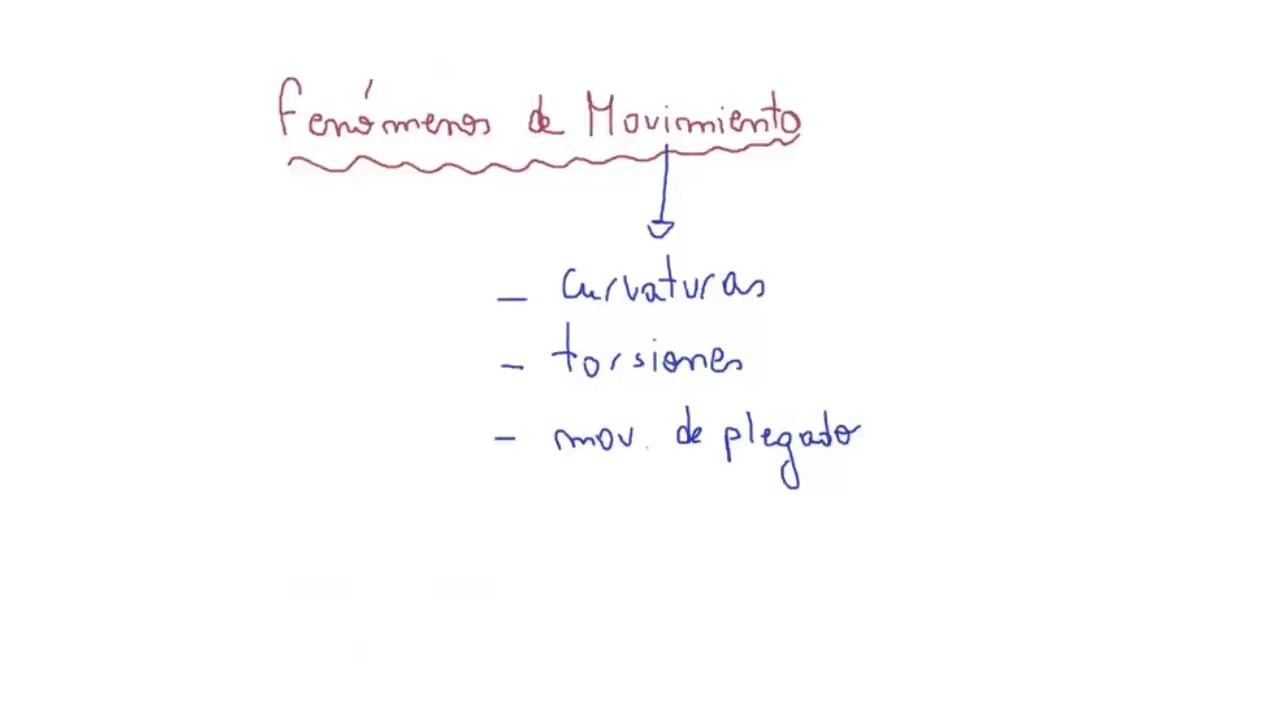 Fenómenos de Movimiento
- curvaturas
- torsiones
- mov. de plegado